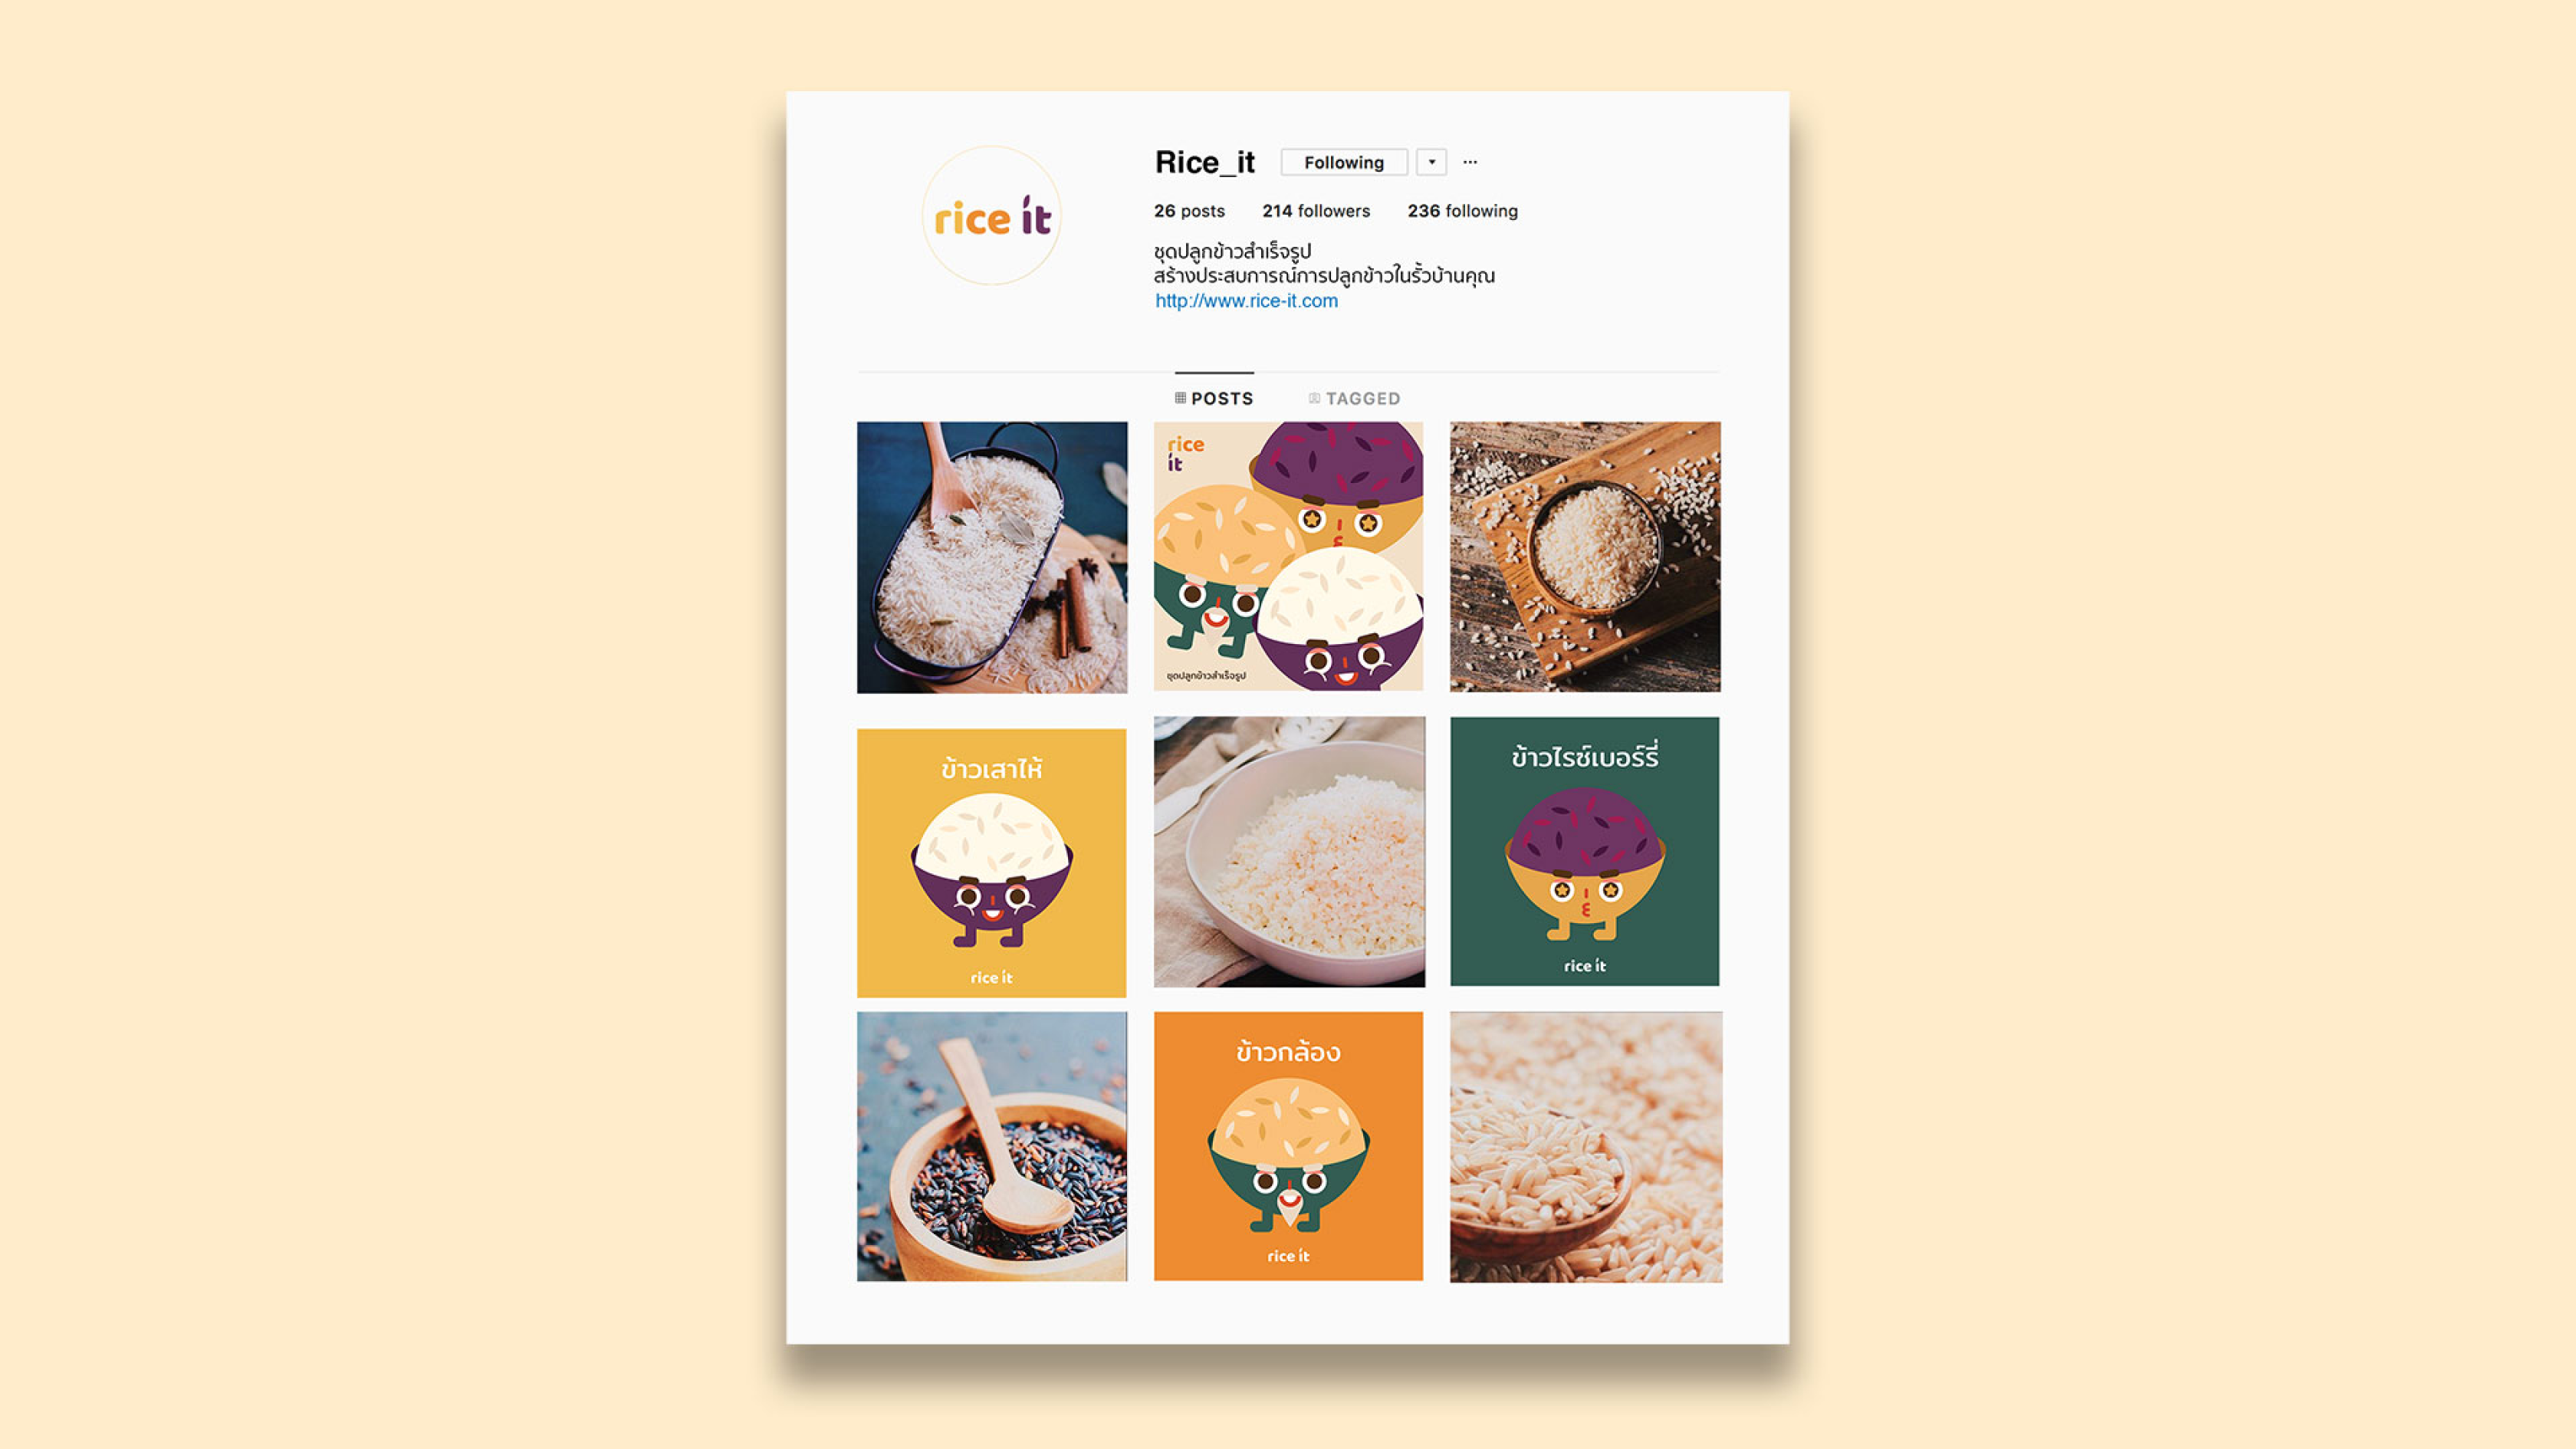 rice it
Rice_it Following ...
26 posts 214 followers 236 following
ชุดปลูกข้าวสำเร็จรูป
สร้างประสบการณ์การปลูกข้าวในรั้วบ้านคุณ
http://www.rice-it.com
POSTS TAGGED
rice
it
ชุดปลูกข้าวสำเร็จรูป
ข้าวเสาไห้
rice it
ข้าวไรซ์เบอร์รี่
rice it
ข้าวกล้อง
rice it